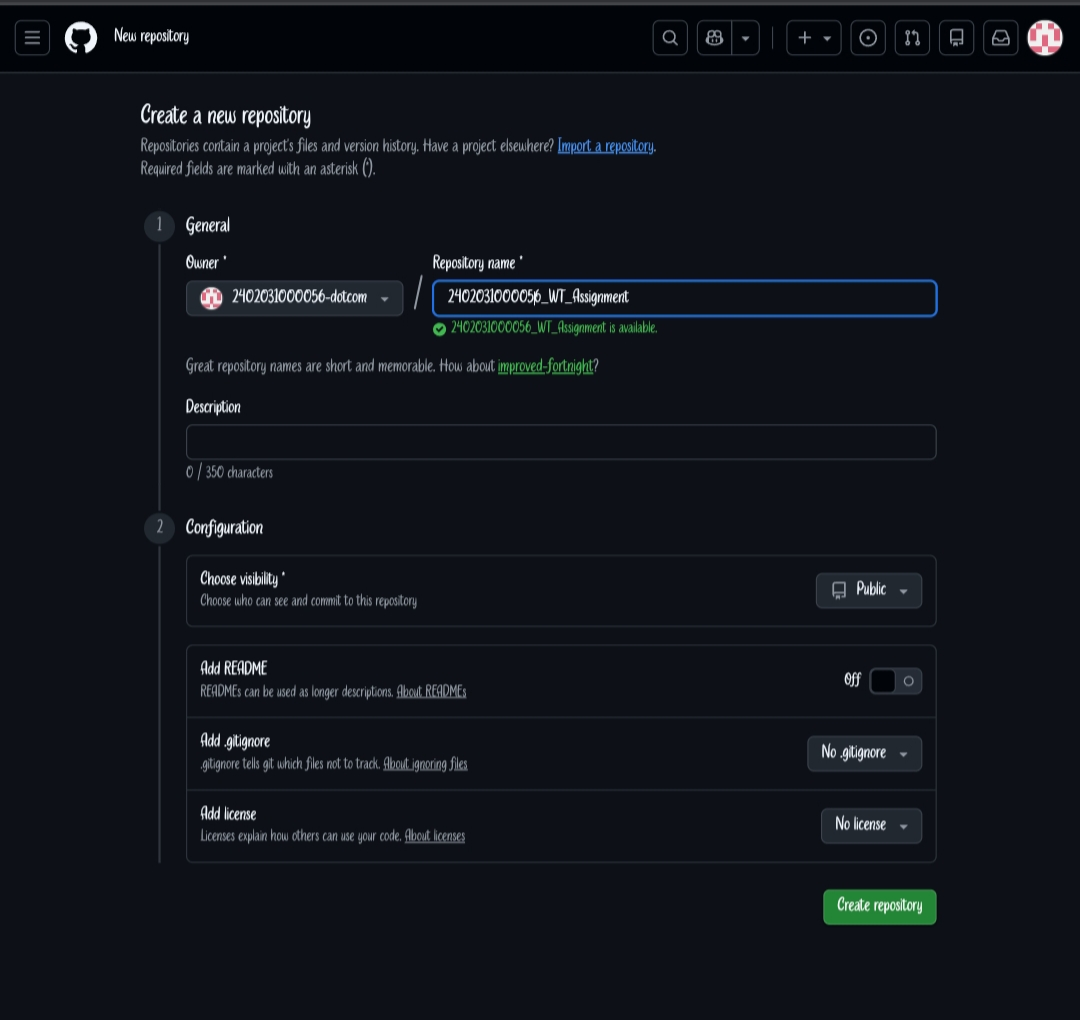 New repository
Create a new repository
Repositories contain a project's files and version history. Have a project elsewhere? Import a repository.
Required fields are marked with an asterisk (*).
1 General
Owner * Repository name *
2402031000056-dotcom / 2402031000056_WT_Assignment
2402031000056_WT_Assignment is available.
Great repository names are short and memorable. How about improved-fortnight?
Description
0 / 350 characters
2 Configuration
Choose visibility * Public
Choose who can see and commit to this repository
Add README Off
READMEs can be used as longer descriptions. About READMEs
Add .gitignore No .gitignore
.gitignore tells git which files not to track. About ignoring files
Add license No license
Licenses explain how others can use your code. About licenses
Create repository